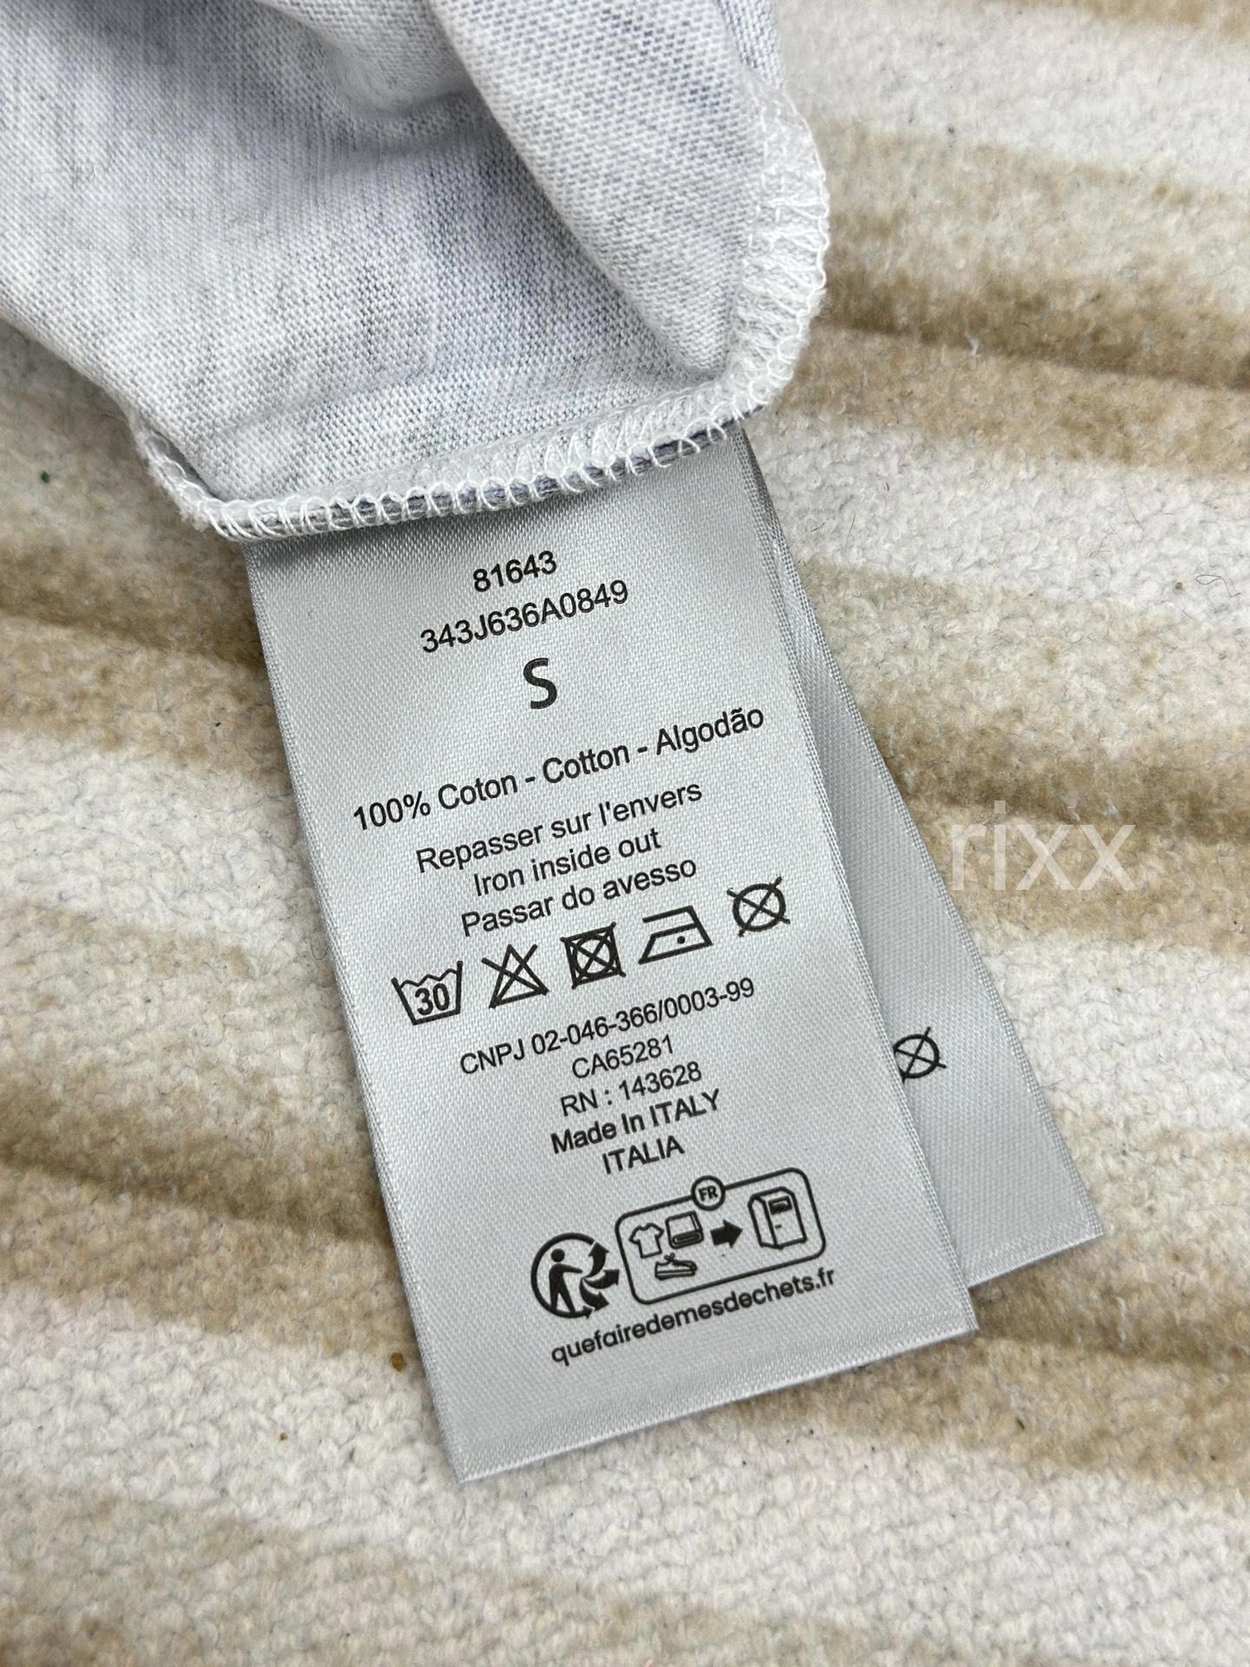 81643
343J636A0849
S
100% Coton - Cotton - Algodão
Repasser sur l'envers
Iron inside out
Passar do avesso
30
CNPJ 02-046-366/0003-99
CA65281
RN : 143628
Made In ITALY
ITALIA
FR
quefairedemesdechets.fr
rixx